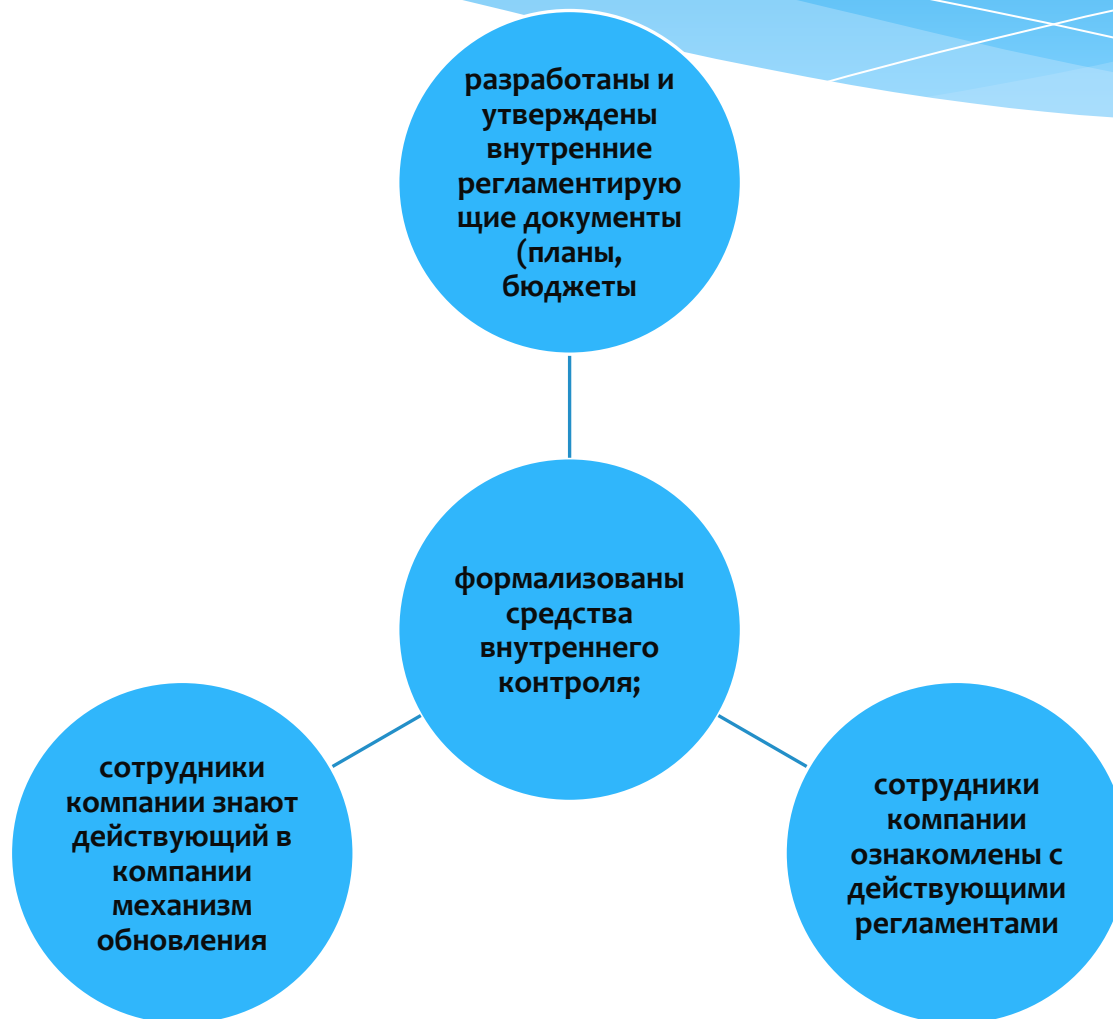 разработаны и
утверждены
внутренние
регламентирую
щие документы
(планы,
бюджеты
формализованы
средства
внутреннего
контроля;
сотрудники
компании знают
действующий в
компании
механизм
обновления
сотрудники
компании
ознакомлены с
действующими
регламентами